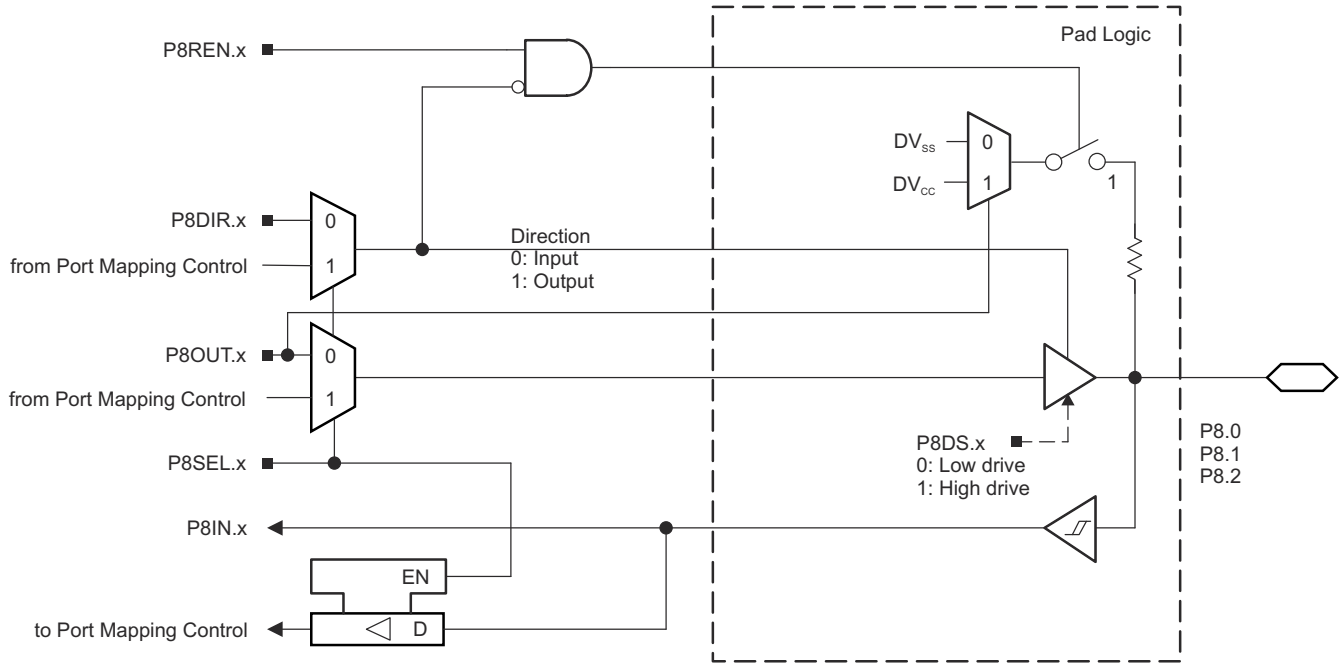 Pad Logic
P8REN.x
DVSS
0
DVCC
1
1
P8DIR.x
0
from Port Mapping Control
1
Direction
0: Input
1: Output
P8OUT.x
0
from Port Mapping Control
1
P8SEL.x
P8DS.x
0: Low drive
1: High drive
P8.0
P8.1
P8.2
P8IN.x
EN
to Port Mapping Control
D